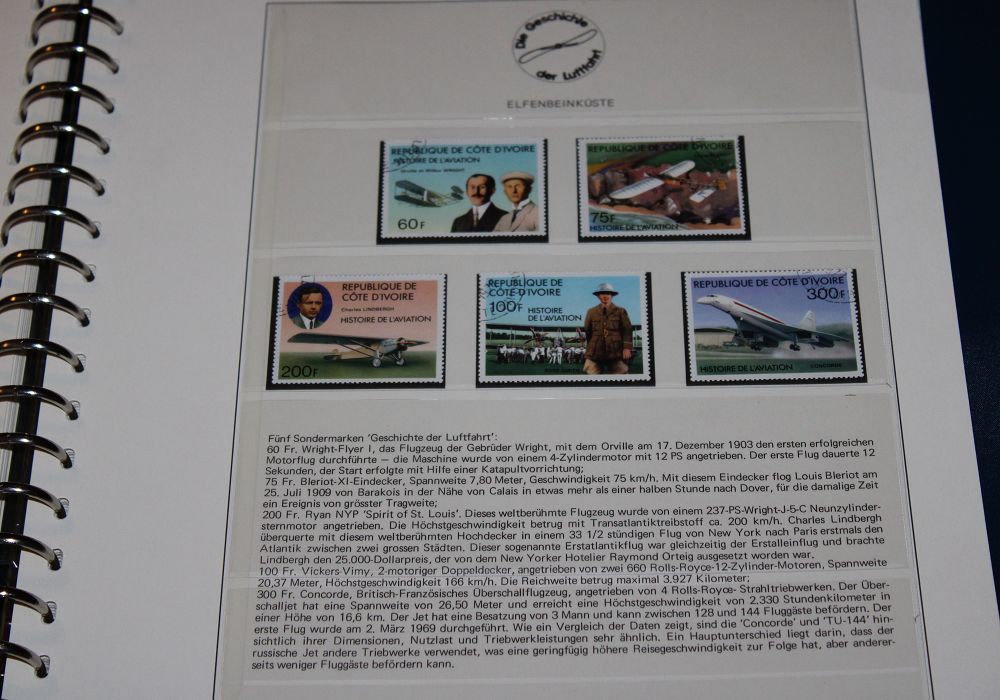 Die Geschichte
der Luftfahrt
ELFENBEINKÜSTE
REPUBLIQUE DE CÔTE D'IVOIRE
HISTOIRE DE L'AVIATION
Orville et Wilbur WRIGHT
60F
REPUBLIQUE DE CÔTE D'IVOIRE
75F
HISTOIRE DE L'AVIATION
REPUBLIQUE DE
CÔTE D'IVOIRE
Charles LINDBERGH
HISTOIRE DE L'AVIATION
200F
REPUBLIQUE DE
CÔTE D'IVOIRE
100F
HISTOIRE
DE L'AVIATION
REPUBLIQUE DE CÔTE D'IVOIRE
300F
HISTOIRE DE L'AVIATION
CONCORDE
Fünf Sondermarken 'Geschichte der Luftfahrt':
60 Fr. Wright-Flyer I, das Flugzeug der Gebrüder Wright, mit dem Orville am 17. Dezember 1903 den ersten erfolgreichen
Motorflug durchführte – die Maschine wurde von einem 4-Zylindermotor mit 12 PS angetrieben. Der erste Flug dauerte 12
Sekunden, der Start erfolgte mit Hilfe einer Katapultvorrichtung;
75 Fr. Bleriot-XI-Eindecker, Spannweite 7,80 Meter, Geschwindigkeit 75 km/h. Mit diesem Eindecker flog Louis Bleriot am
25. Juli 1909 von Barakois in der Nähe von Calais in etwas mehr als einer halben Stunde nach Dover, für die damalige Zeit
ein Ereignis von grösster Tragweite;
200 Fr. Ryan NYP 'Spirit of St. Louis'. Dieses weltberühmte Flugzeug wurde von einem 237-PS-Wright-J-5-C Neunzylinder-
sternmotor angetrieben. Die Höchstgeschwindigkeit betrug mit Transatlantiktreibstoff ca. 200 km/h. Charles Lindbergh
überquerte mit diesem weltberühmten Hochdecker in einem 33 1/2 stündigen Flug von New York nach Paris erstmals den
Atlantik zwischen zwei grossen Städten. Dieser sogenannte Erstatlantikflug war gleichzeitig der Erstalleinflug und brachte
Lindbergh den 25.000-Dollarpreis, der von dem New Yorker Hotelier Raymond Orteig ausgesetzt worden war.
100 Fr. Vickers-Vimy, 2-motoriger Doppeldecker, angetrieben von zwei 660 Rolls-Royce-12-Zylinder-Motoren, Spannweite
20,37 Meter, Höchstgeschwindigkeit 166 km/h. Die Reichweite betrug maximal 3.927 Kilometer;
300 Fr. Concorde, Britisch-Französisches Überschallflugzeug, angetrieben von 4 Rolls-Royce- Strahltriebwerken. Der Über-
schalljet hat eine Spannweite von 26,50 Meter und erreicht eine Höchstgeschwindigkeit von 2.330 Stundenkilometer in
einer Höhe von 16,6 km. Der Jet hat eine Besatzung von 3 Mann und kann zwischen 128 und 144 Fluggäste befördern. Der
erste Flug wurde am 2. März 1969 durchgeführt. Wie ein Vergleich der Daten zeigt, sind die 'Concorde' und 'TU-144' hin-
sichtlich ihrer Dimensionen, Nutzlast und Triebwerkleistungen sehr ähnlich. Ein Hauptunterschied liegt darin, dass der
russische Jet andere Triebwerke verwendet, was eine geringfügig höhere Reisegeschwindigkeit zur Folge hat, aber anderer-
seits weniger Fluggäste befördern kann.